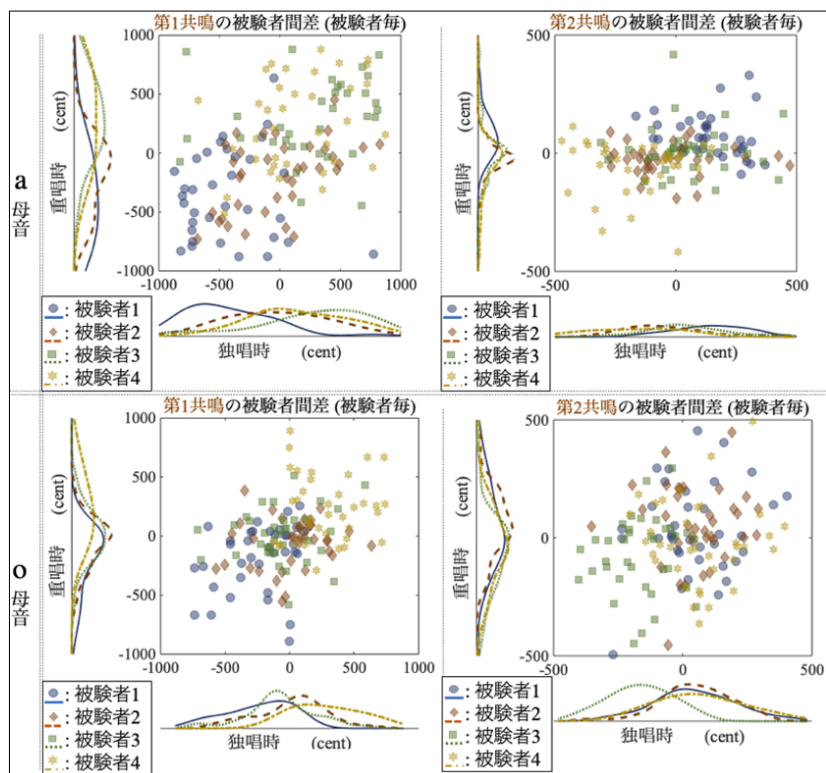 第1共鳴の被験者間差 (被験者毎)
1000
500
0
-500
-1000
-1000
-500
0
500
1000
重唱時 (cent)
独唱時 (cent)
母音 a
: 被験者1
: 被験者2
: 被験者3
: 被験者4
第2共鳴の被験者間差 (被験者毎)
500
0
-500
-500
0
500
重唱時 (cent)
独唱時 (cent)
: 被験者1
: 被験者2
: 被験者3
: 被験者4
第1共鳴の被験者間差 (被験者毎)
1000
500
0
-500
-1000
-1000
-500
0
500
1000
重唱時 (cent)
独唱時 (cent)
母音 o
: 被験者1
: 被験者2
: 被験者3
: 被験者4
第2共鳴の被験者間差 (被験者毎)
500
0
-500
-500
0
500
重唱時 (cent)
独唱時 (cent)
: 被験者1
: 被験者2
: 被験者3
: 被験者4